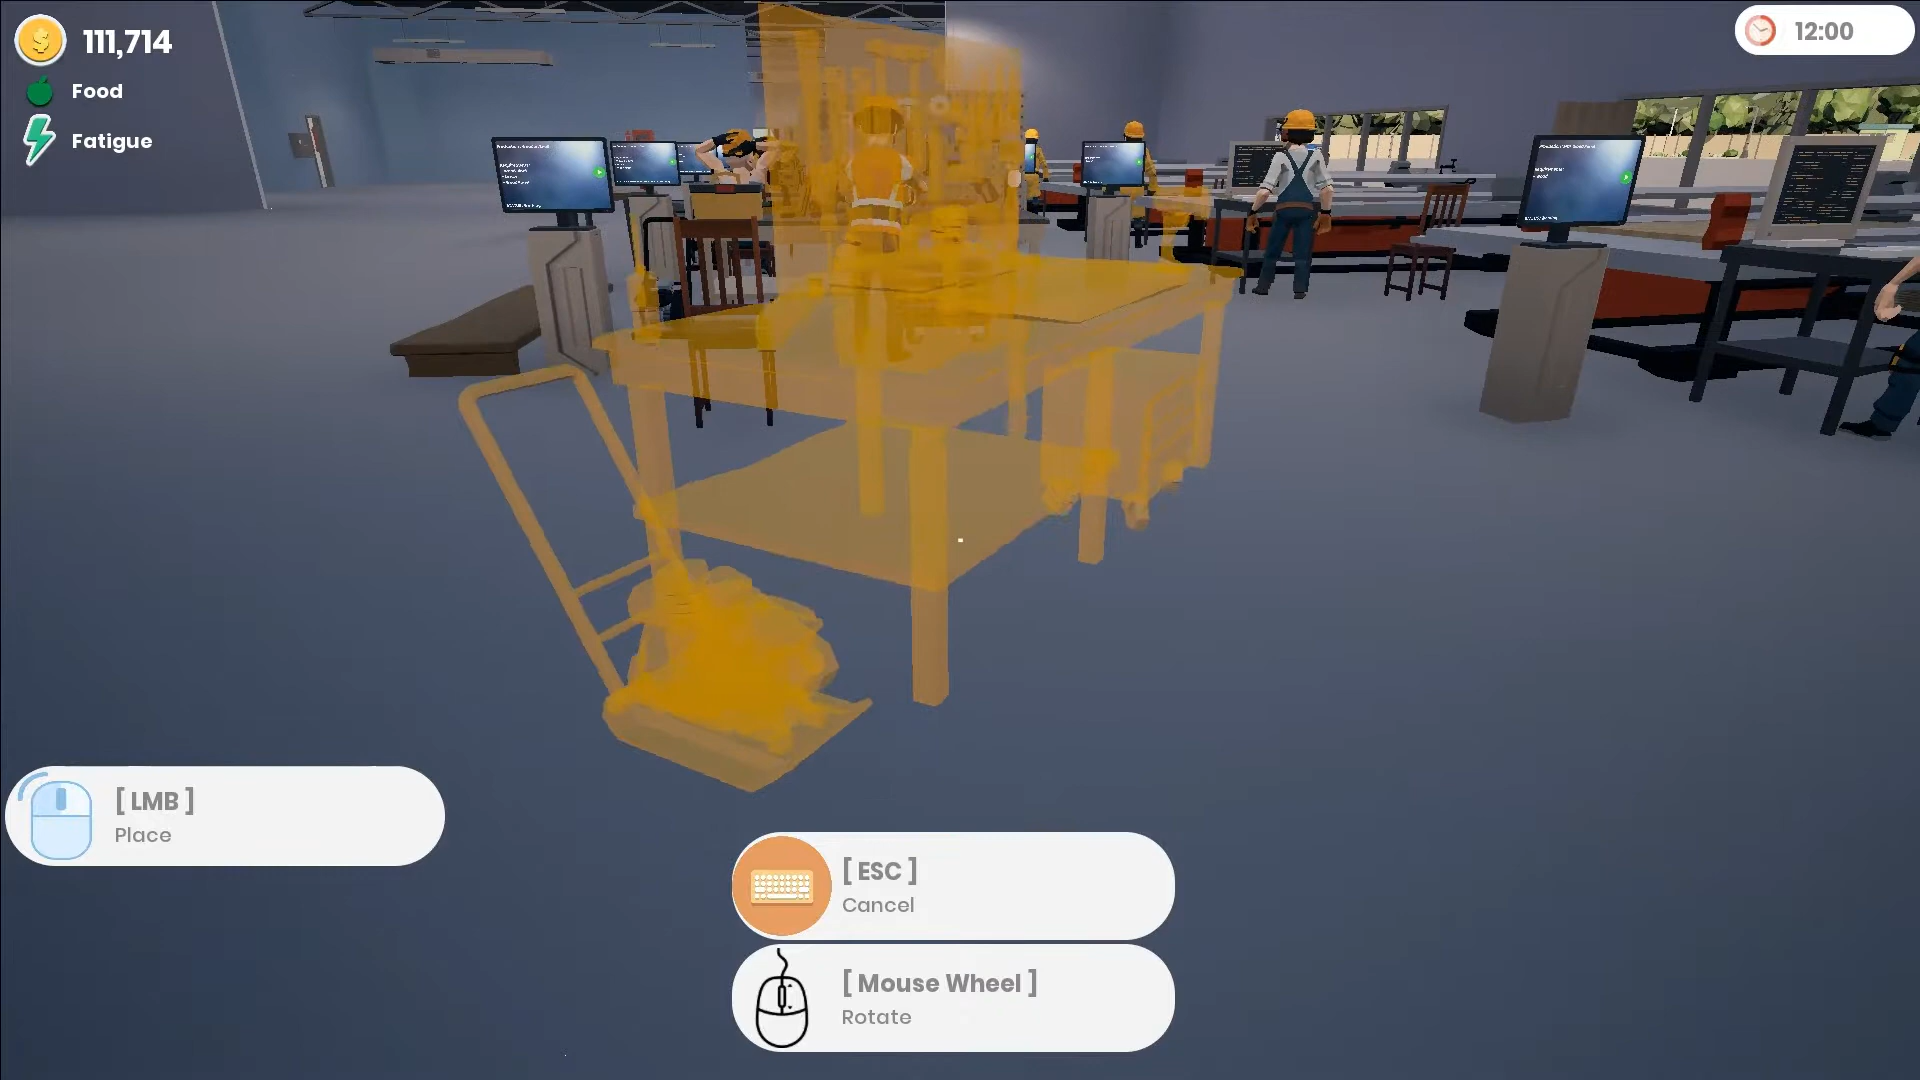 111,714
12:00
Food
Fatigue
[ LMB ]
Place
[ ESC ]
Cancel
[ Mouse Wheel ]
Rotate